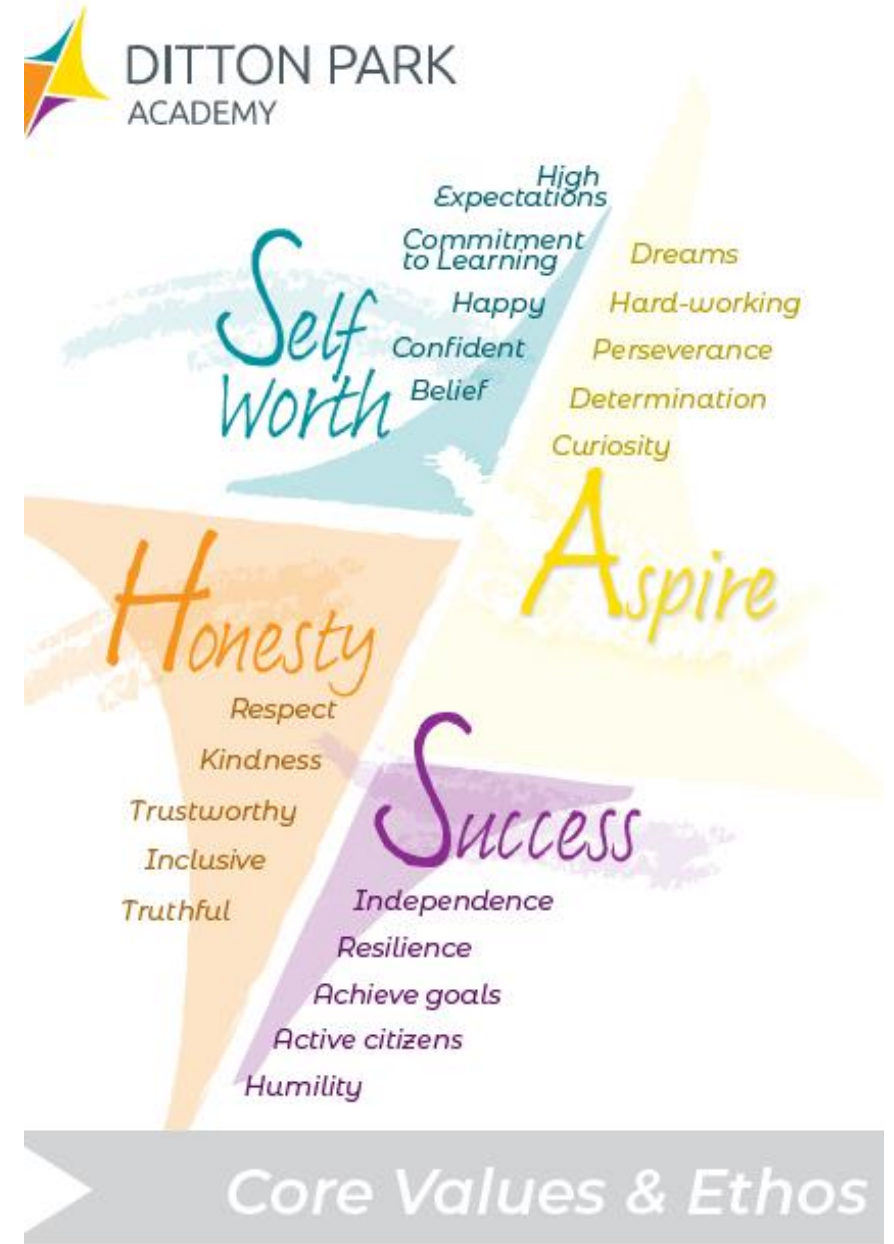 DITTON PARK
ACADEMY
High
Expectations
Commitment
to Learning
Happy
Confident
Belief
Self
Worth
Dreams
Hard-working
Perseverance
Determination
Curiosity
Aspire
Honesty
Respect
Kindness
Trustworthy
Inclusive
Truthful
Success
Independence
Resilience
Achieve goals
Active citizens
Humility
Core Values & Ethos